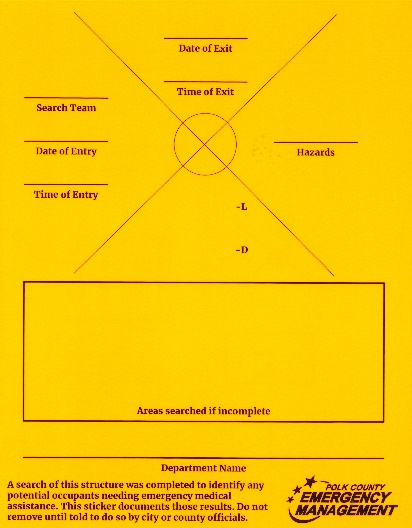 Date of Exit
Time of Exit
Search Team
Date of Entry
Hazards
Time of Entry
-L
-D
Areas searched if incomplete
Department Name
A search of this structure was completed to identify any
potential occupants needing emergency medical
assistance. This sticker documents those results. Do not
remove until told to do so by city or county officials.
POLK COUNTY
EMERGENCY
MANAGEMENT